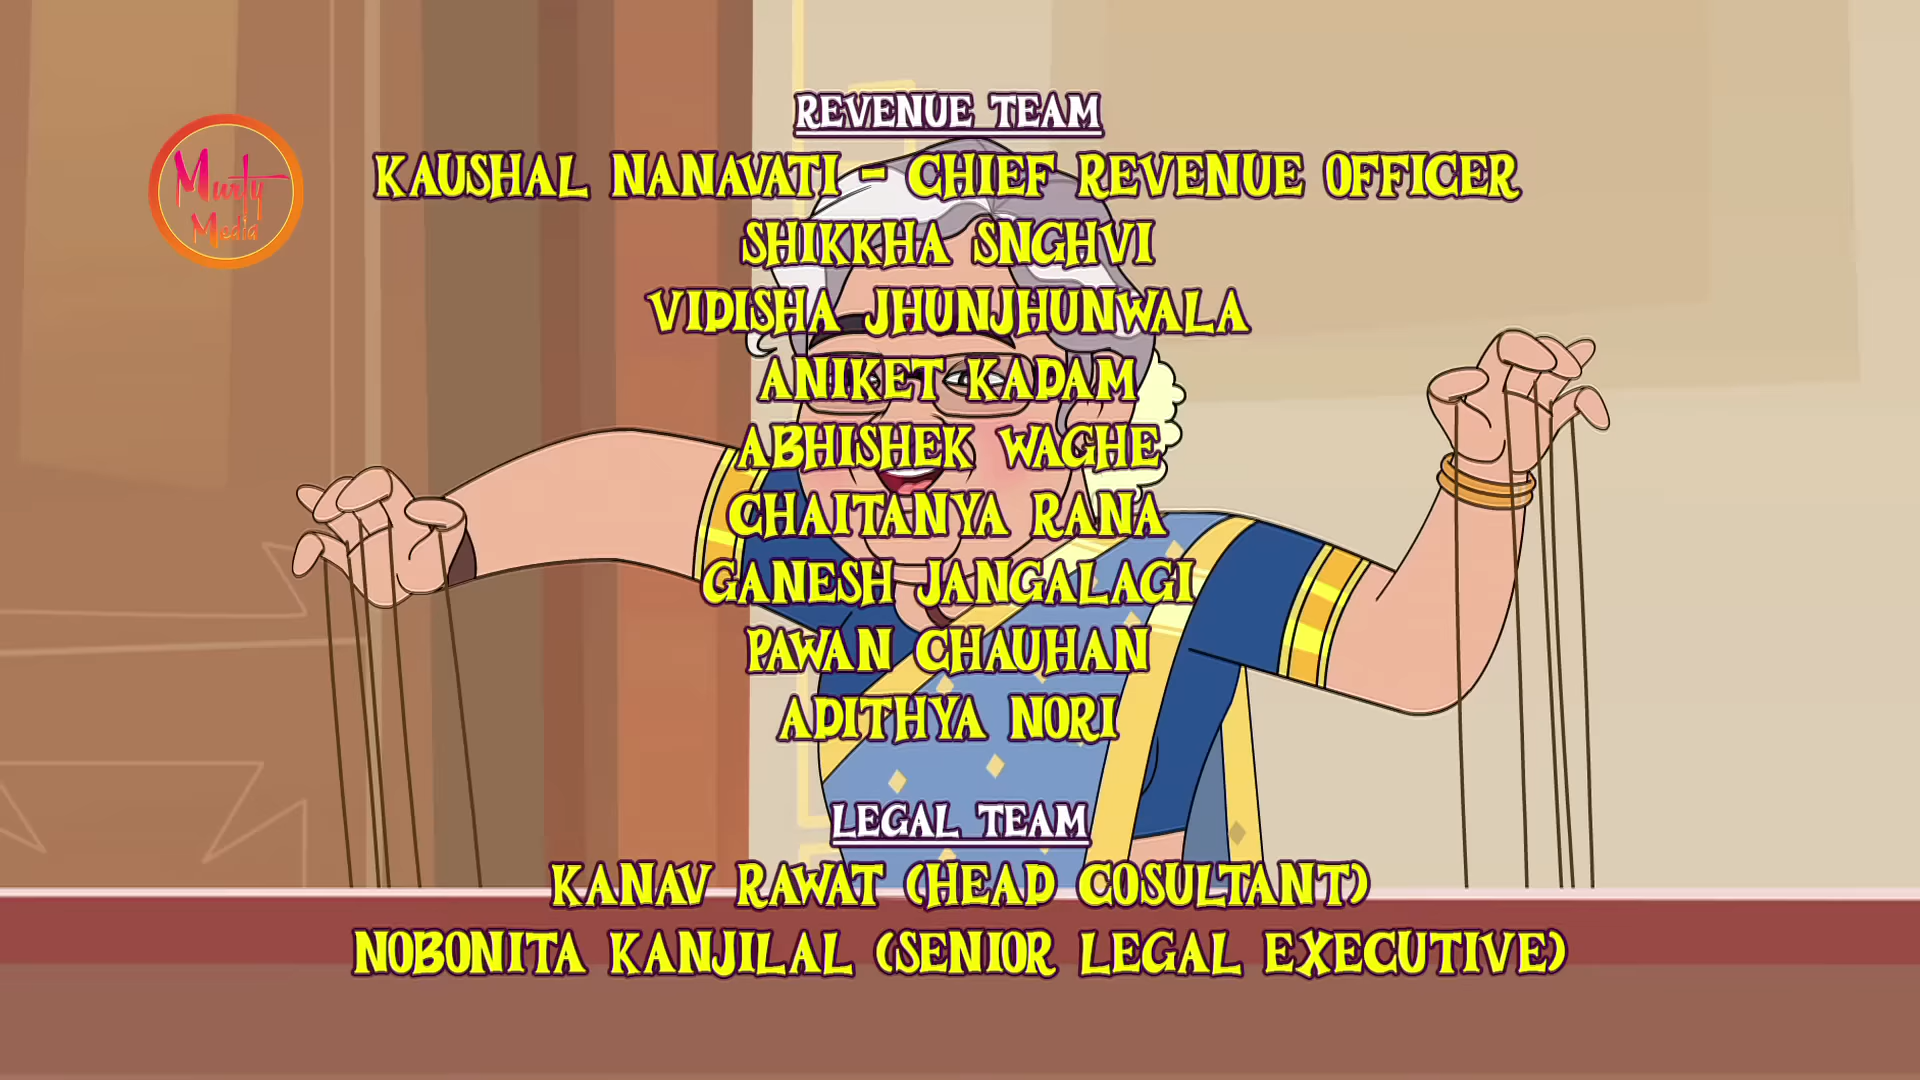 Murty
Media
REVENUE TEAM
KAUSHAL NANAVATI - CHIEF REVENUE OFFICER
SHIKKHA SNGHVI
VIDISHA JHUNJHUNWALA
ANIKET KADAM
ABHISHEK WAGHE
CHAITANYA RANA
GANESH JANGALAGI
PAWAN CHAUHAN
ADITHYA NORI
LEGAL TEAM
KANAV RAWAT (HEAD COSULTANT)
NOBONITA KANJILAL (SENIOR LEGAL EXECUTIVE)